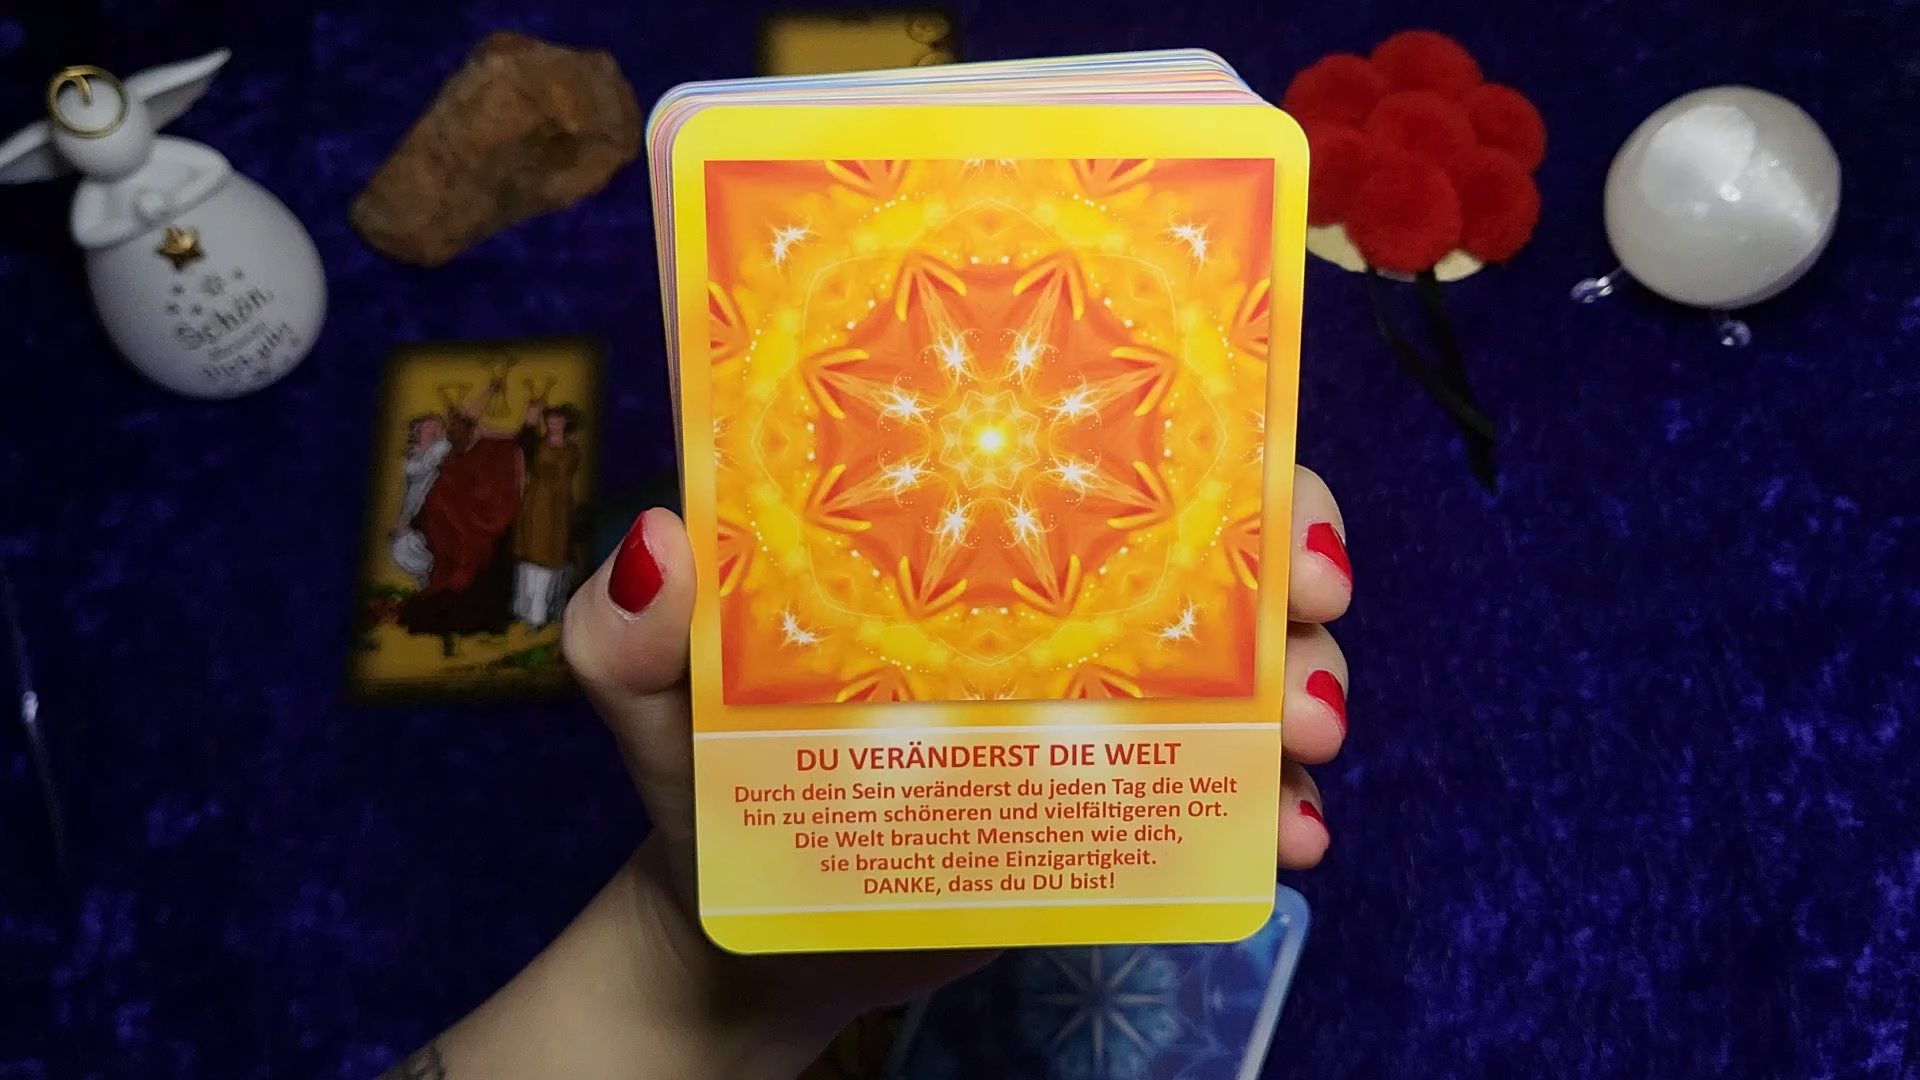 Schön,
DU VERÄNDERST DIE WELT
Durch dein Sein veränderst du jeden Tag die Welt
hin zu einem schöneren und vielfältigeren Ort.
Die Welt braucht Menschen wie dich,
sie braucht deine Einzigartigkeit.
DANKE, dass du DU bist!